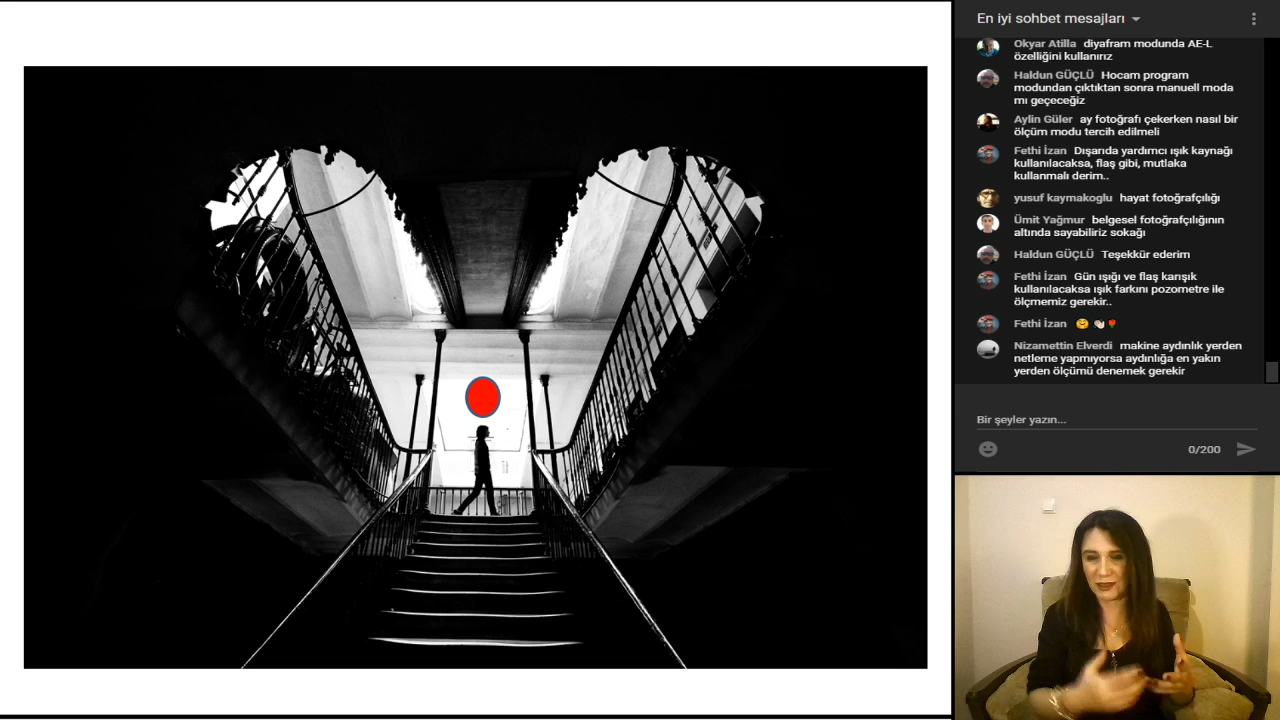 En iyi sohbet mesajları
Okyar Atilla diyafram modunda AE-L
özelliğini kullanırız
Haldun GÜÇLÜ Hocam program
modundan çıktıktan sonra manuell moda
mı geçeceğiz
Aylin Güler ay fotoğrafı çekerken nasıl bir
ölçüm modu tercih edilmeli
Fethi İzan Dışarıda yardımcı ışık kaynağı
kullanılacaksa, flaş gibi, mutlaka
kullanmalı derim..
yusuf kaymakoglu hayat fotoğrafçılığı
Ümit Yağmur belgesel fotoğrafçılığının
altında sayabiliriz sokağı
Haldun GÜÇLÜ Teşekkür ederim
Fethi İzan Gün ışığı ve flaş karışık
kullanılacaksa ışık farkını pozometre ile
ölçmemiz gerekir..
Fethi İzan 🤗 👏🏻 🌹
Nizamettin Elverdi makine aydınlık yerden
netleme yapmıyorsa aydınlığa en yakın
yerden ölçümü denemek gerekir
Bir şeyler yazın...
0/200